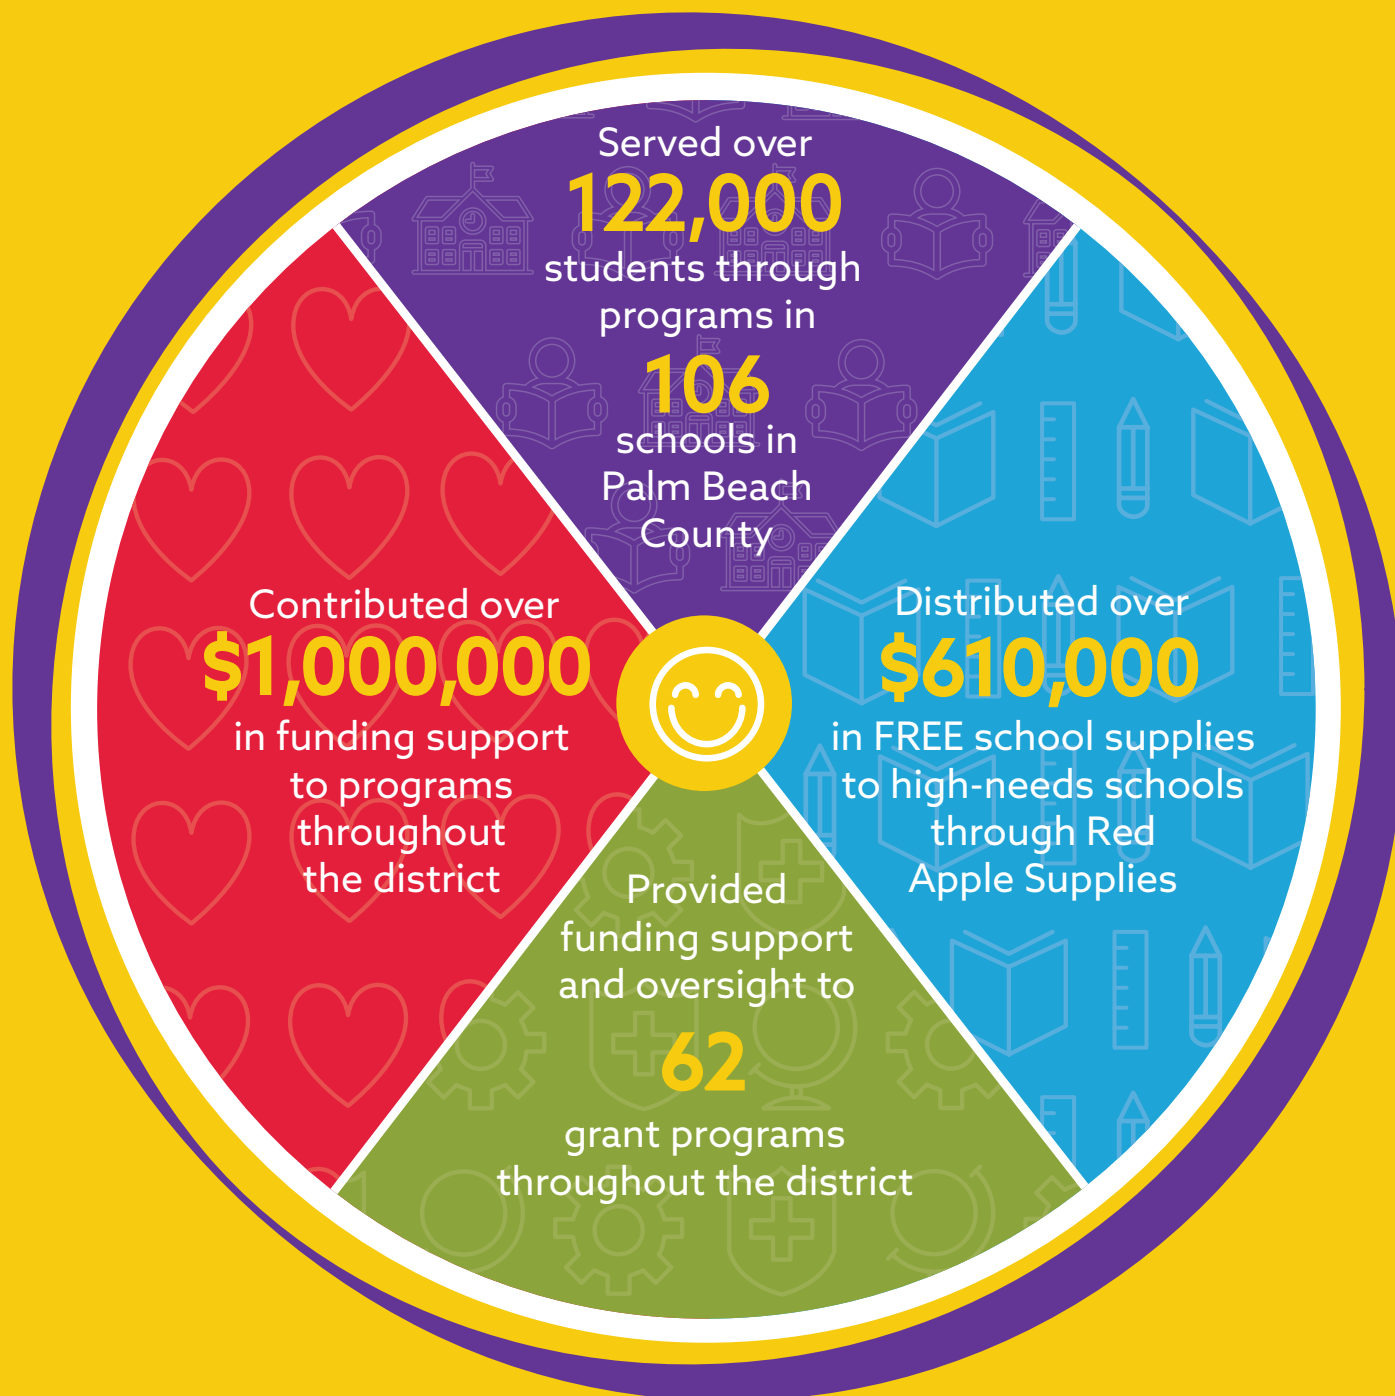 Served over
122,000
students through
programs in
106
schools in
Palm Beach
County
Contributed over
$1,000,000
in funding support
to programs
throughout
the district
Distributed over
$610,000
in FREE school supplies
to high-needs schools
through Red
Apple Supplies
Provided
funding support
and oversight to
62
grant programs
throughout the district